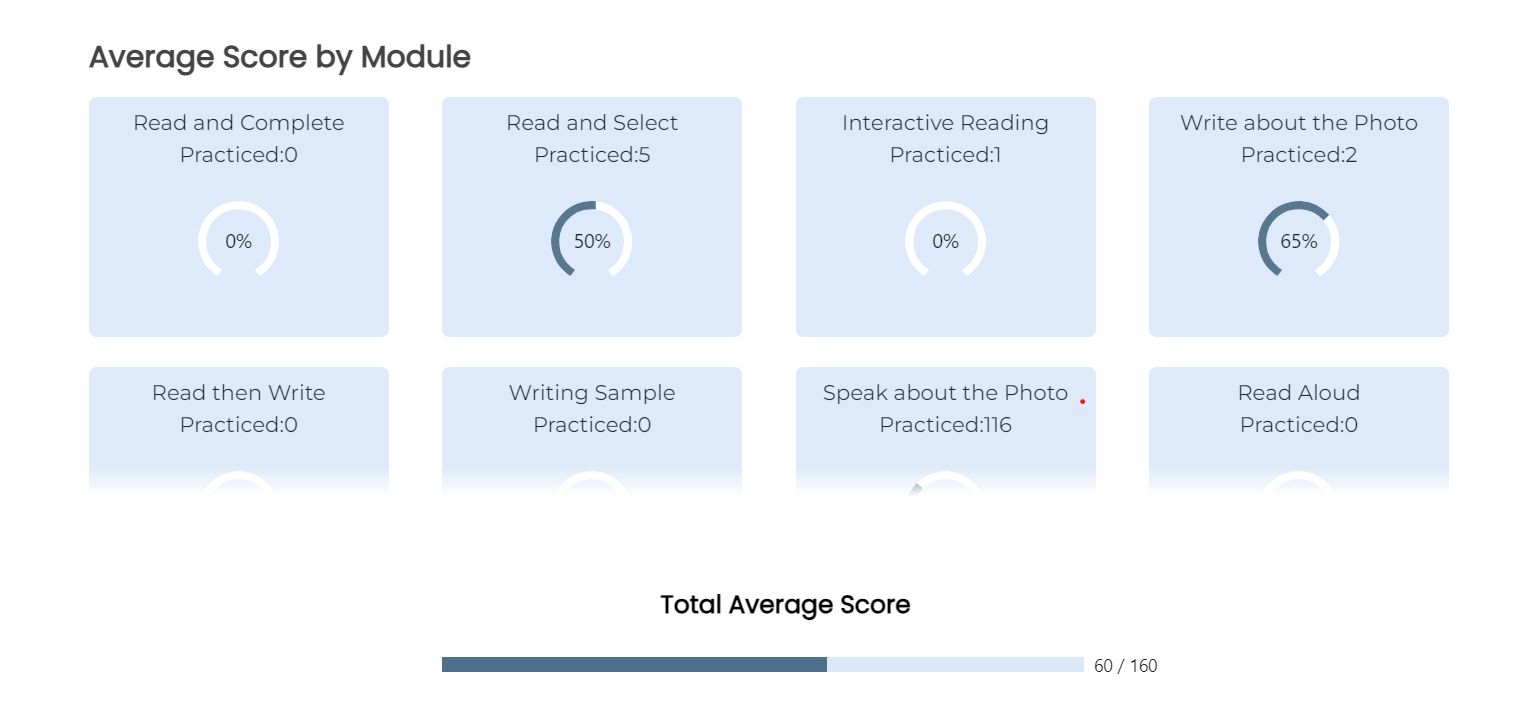 Average Score by Module
Read and Complete
Practiced:0
0%
Read and Select
Practiced:5
50%
Interactive Reading
Practiced:1
0%
Write about the Photo
Practiced:2
65%
Read then Write
Practiced:0
Writing Sample
Practiced:0
Speak about the Photo
Practiced:116
Read Aloud
Practiced:0
Total Average Score
60 / 160